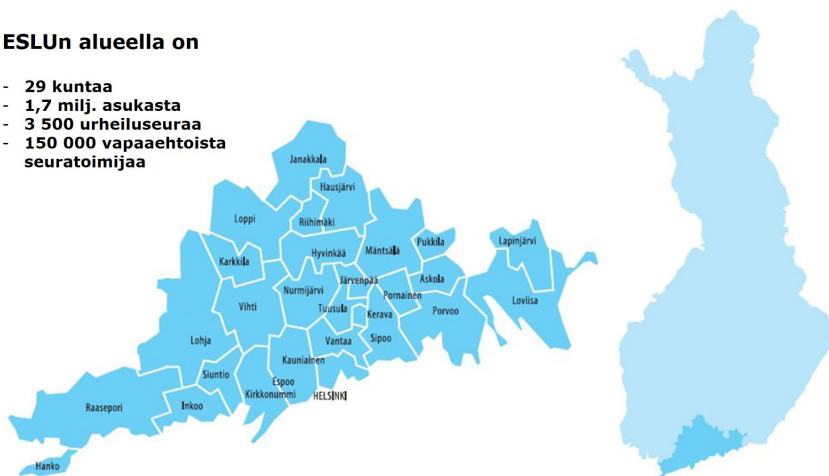 ESLUn alueella on
- 29 kuntaa
- 1,7 milj. asukasta
- 3 500 urheiluseuraa
- 150 000 vapaaehtoista
seuratoimijaa
Janakkala
Hausjärvi
Loppi
Riihimäki
Hyvinkää
Mäntsälä
Pukkila
Lapinjärvi
Karkkila
Järvenpää
Askola
Nurmijärvi
Pornainen
Loviisa
Vihti
Tuusula
Kerava
Porvoo
Lohja
Vantaa
Sipoo
Kauniainen
Siuntio
Espoo
Kirkkonummi
HELSINKI
Raasepori
Inkoo
Hanko